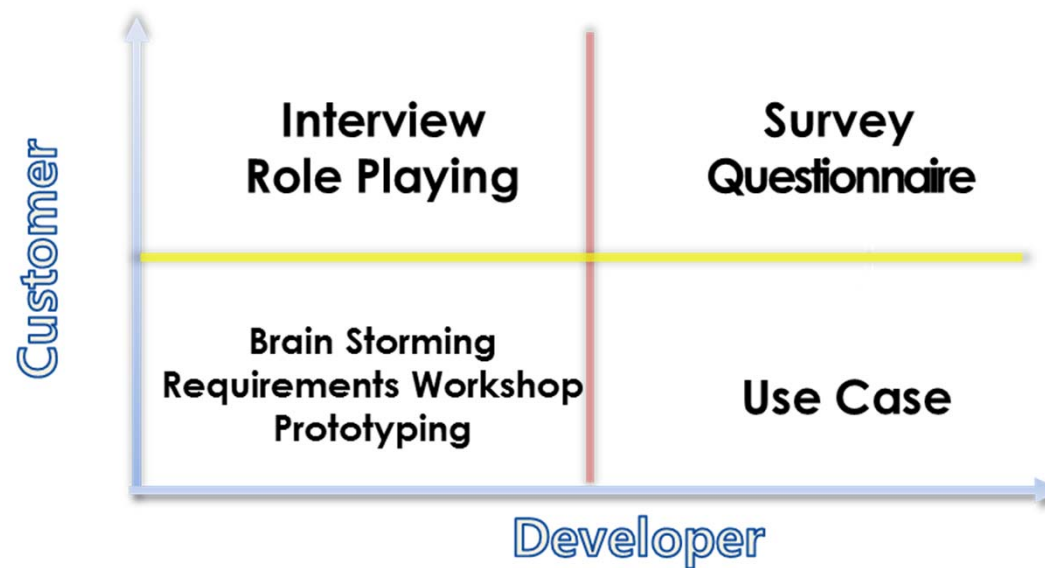 Customer
Interview
Role Playing
Survey
Questionnaire
Brain Storming
Requirements Workshop
Prototyping
Use Case
Developer